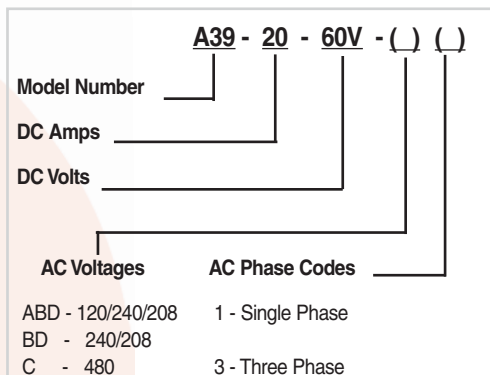 A39 - 20 - 60V - ( ) ( )
Model Number
DC Amps
DC Volts
AC Voltages AC Phase Codes
ABD - 120/240/208 1 - Single Phase
BD - 240/208
C - 480 3 - Three Phase